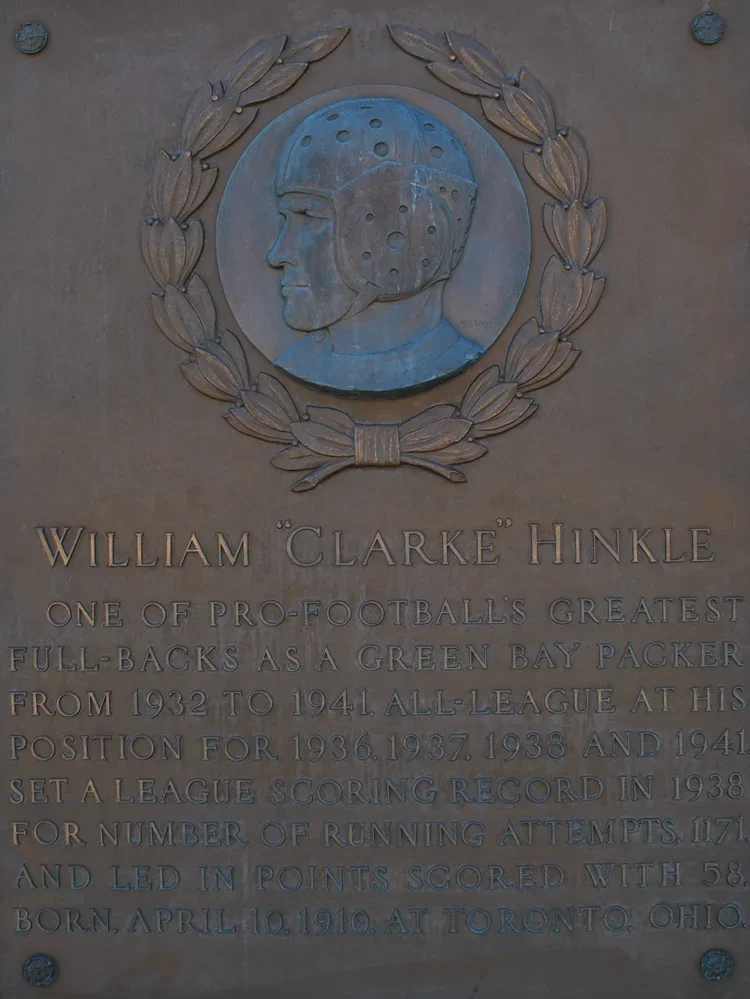 WILLIAM "CLARKE" HINKLE
ONE OF PRO-FOOTBALL'S GREATEST
FULL-BACKS AS A GREEN BAY PACKER
FROM 1932 TO 1941. ALL-LEAGUE AT HIS
POSITION FOR 1936, 1937, 1938 AND 1941.
SET A LEAGUE SCORING RECORD IN 1938
FOR NUMBER OF RUNNING ATTEMPTS, 1171,
AND LED IN POINTS SCORED WITH 58.
BORN, APRIL 10, 1910, AT TORONTO, OHIO.